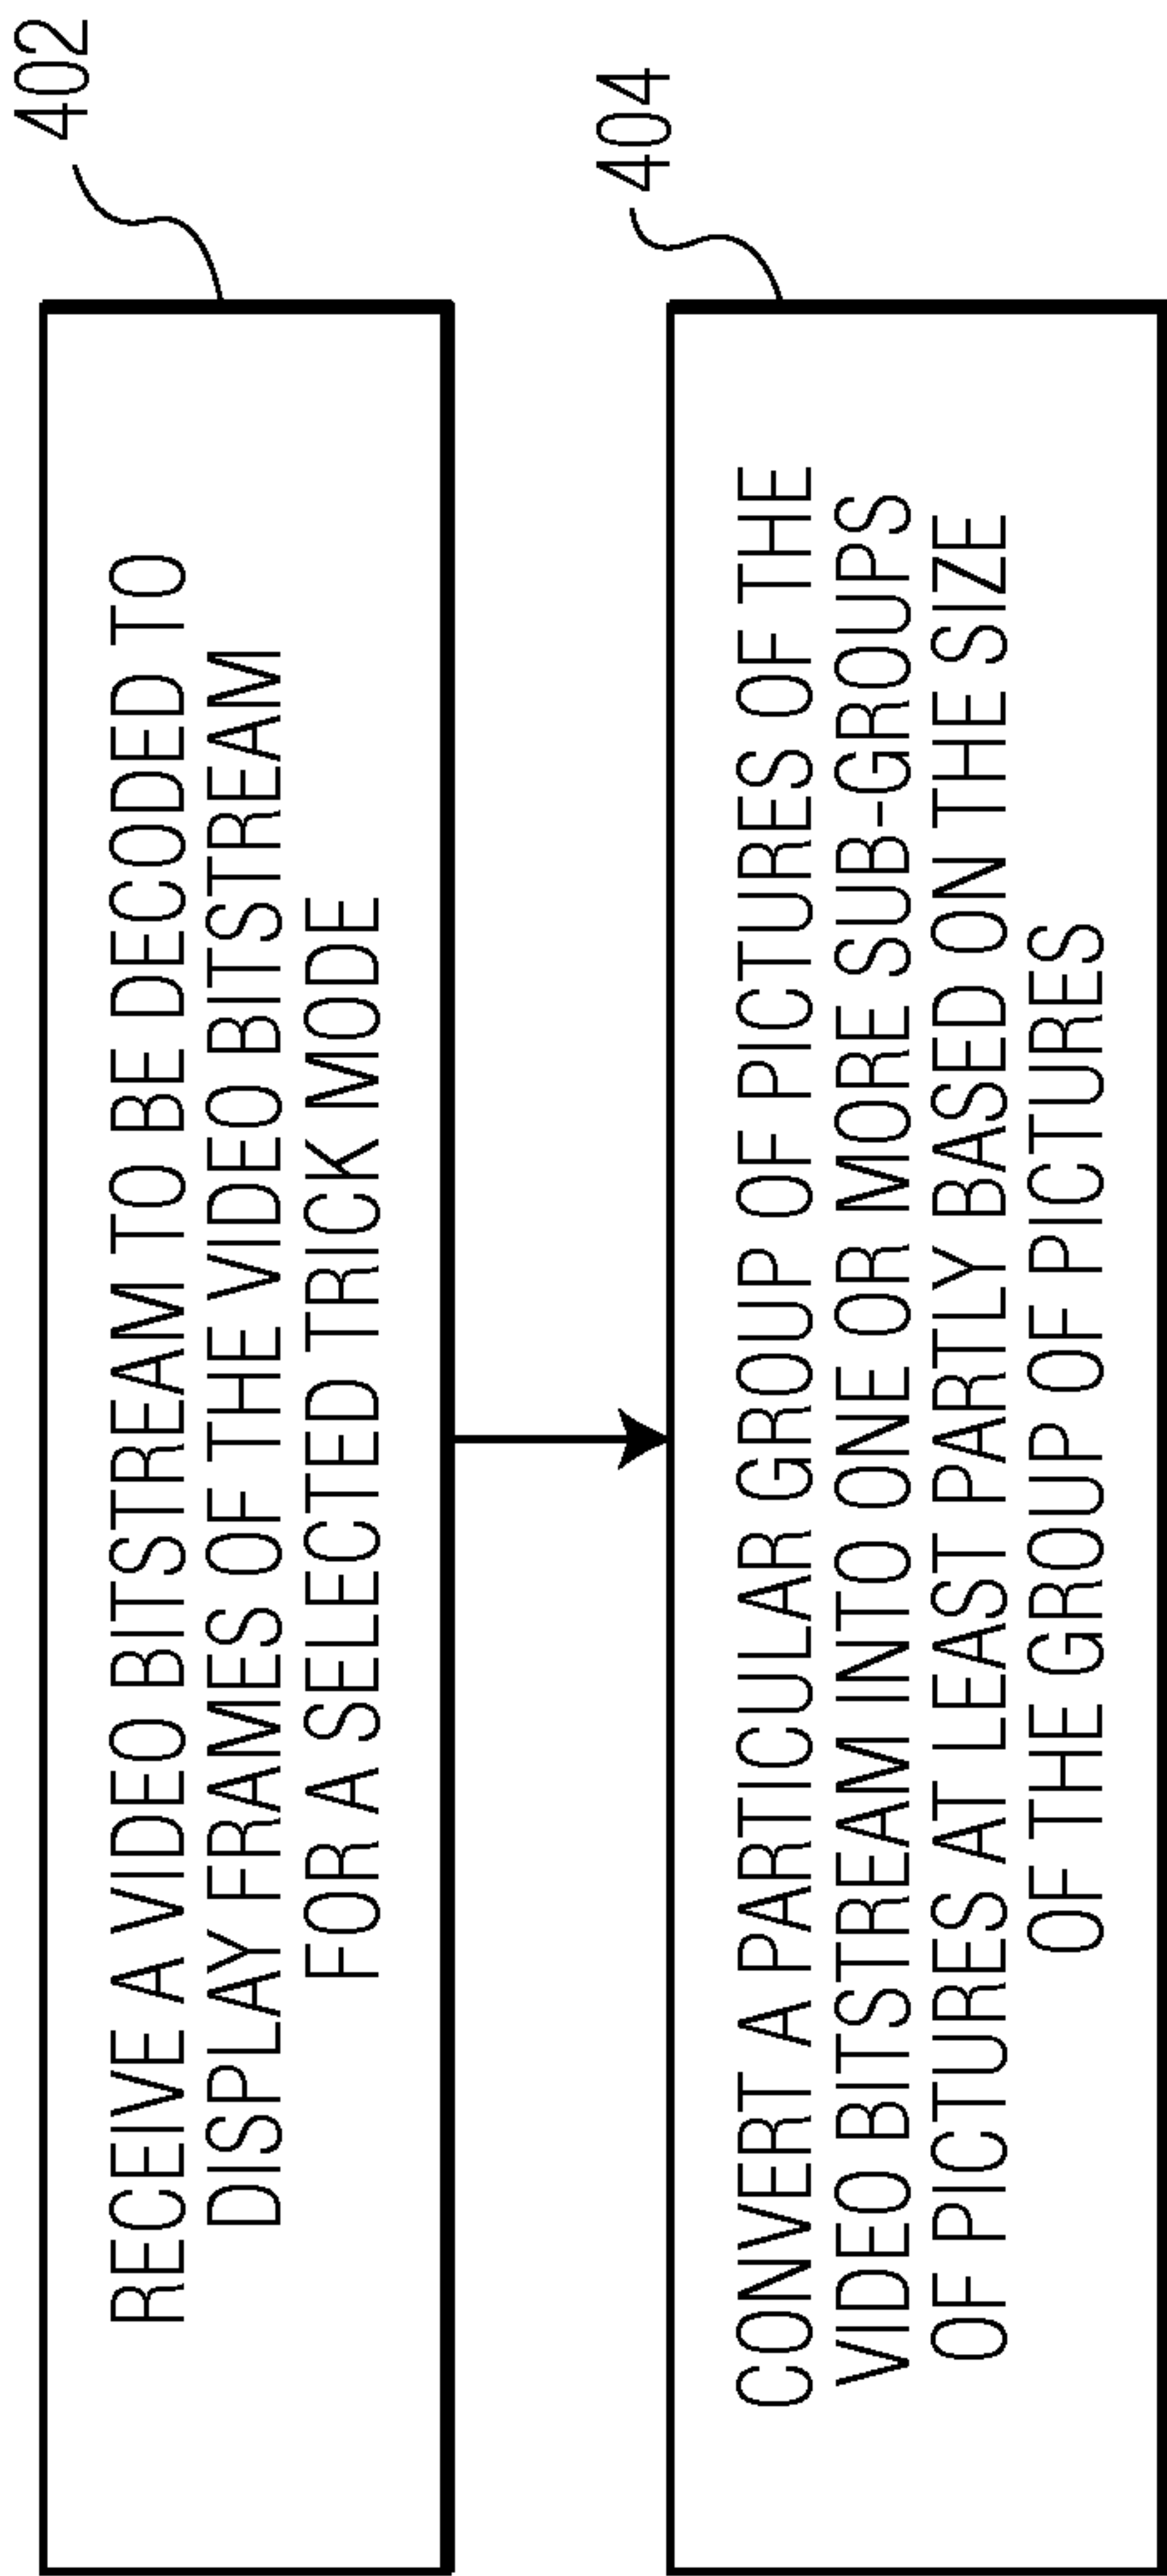 402
RECEIVE A VIDEO BITSTREAM TO BE DECODED TO
DISPLAY FRAMES OF THE VIDEO BITSTREAM
FOR A SELECTED TRICK MODE
404
CONVERT A PARTICULAR GROUP OF PICTURES OF THE
VIDEO BITSTREAM INTO ONE OR MORE SUB-GROUPS
OF PICTURES AT LEAST PARTLY BASED ON THE SIZE
OF THE GROUP OF PICTURES